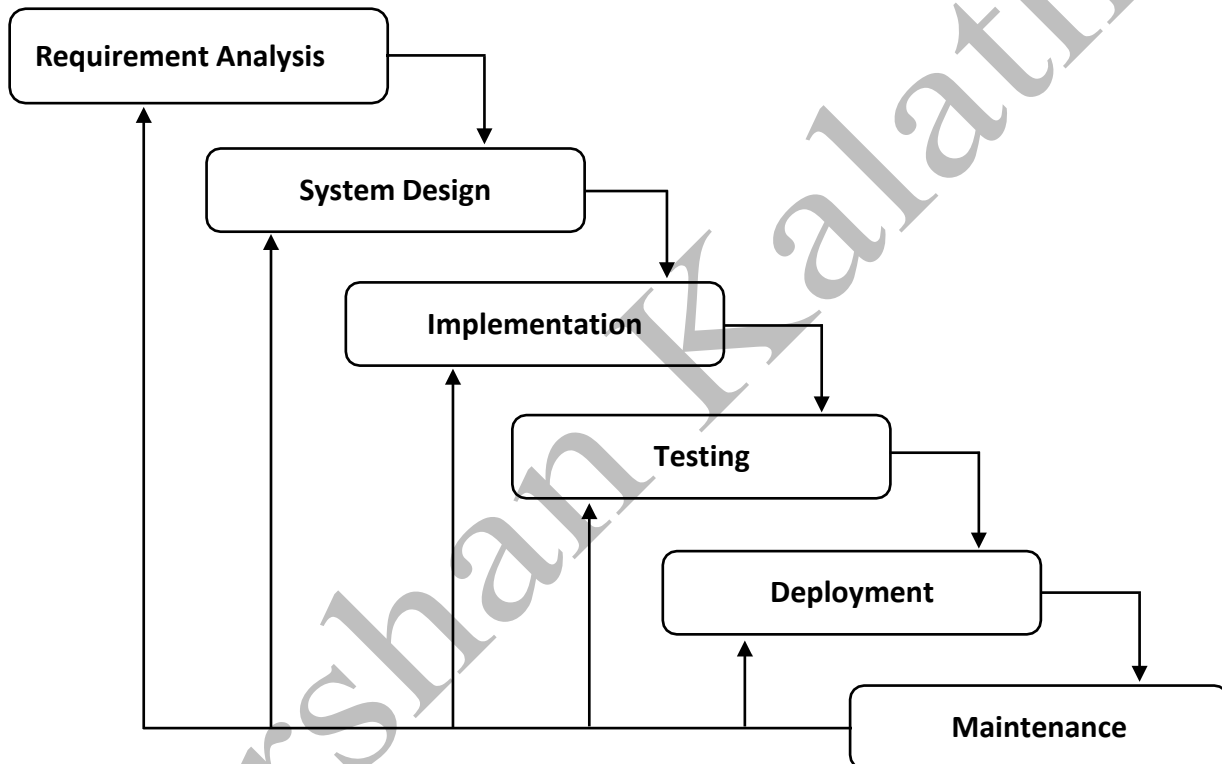 Requirement Analysis
System Design
Implementation
Testing
Deployment
Maintenance